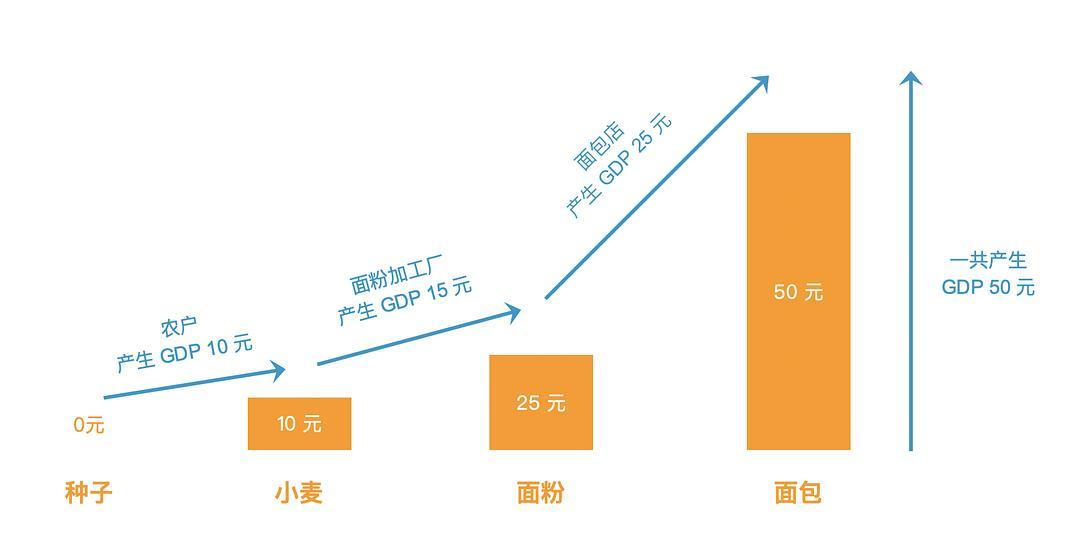 面包店
产生 GDP 25 元
面粉加工厂
产生 GDP 15 元
农户
产生 GDP 10 元
一共产生
GDP 50 元
0元
10 元
25 元
50 元
种子
小麦
面粉
面包